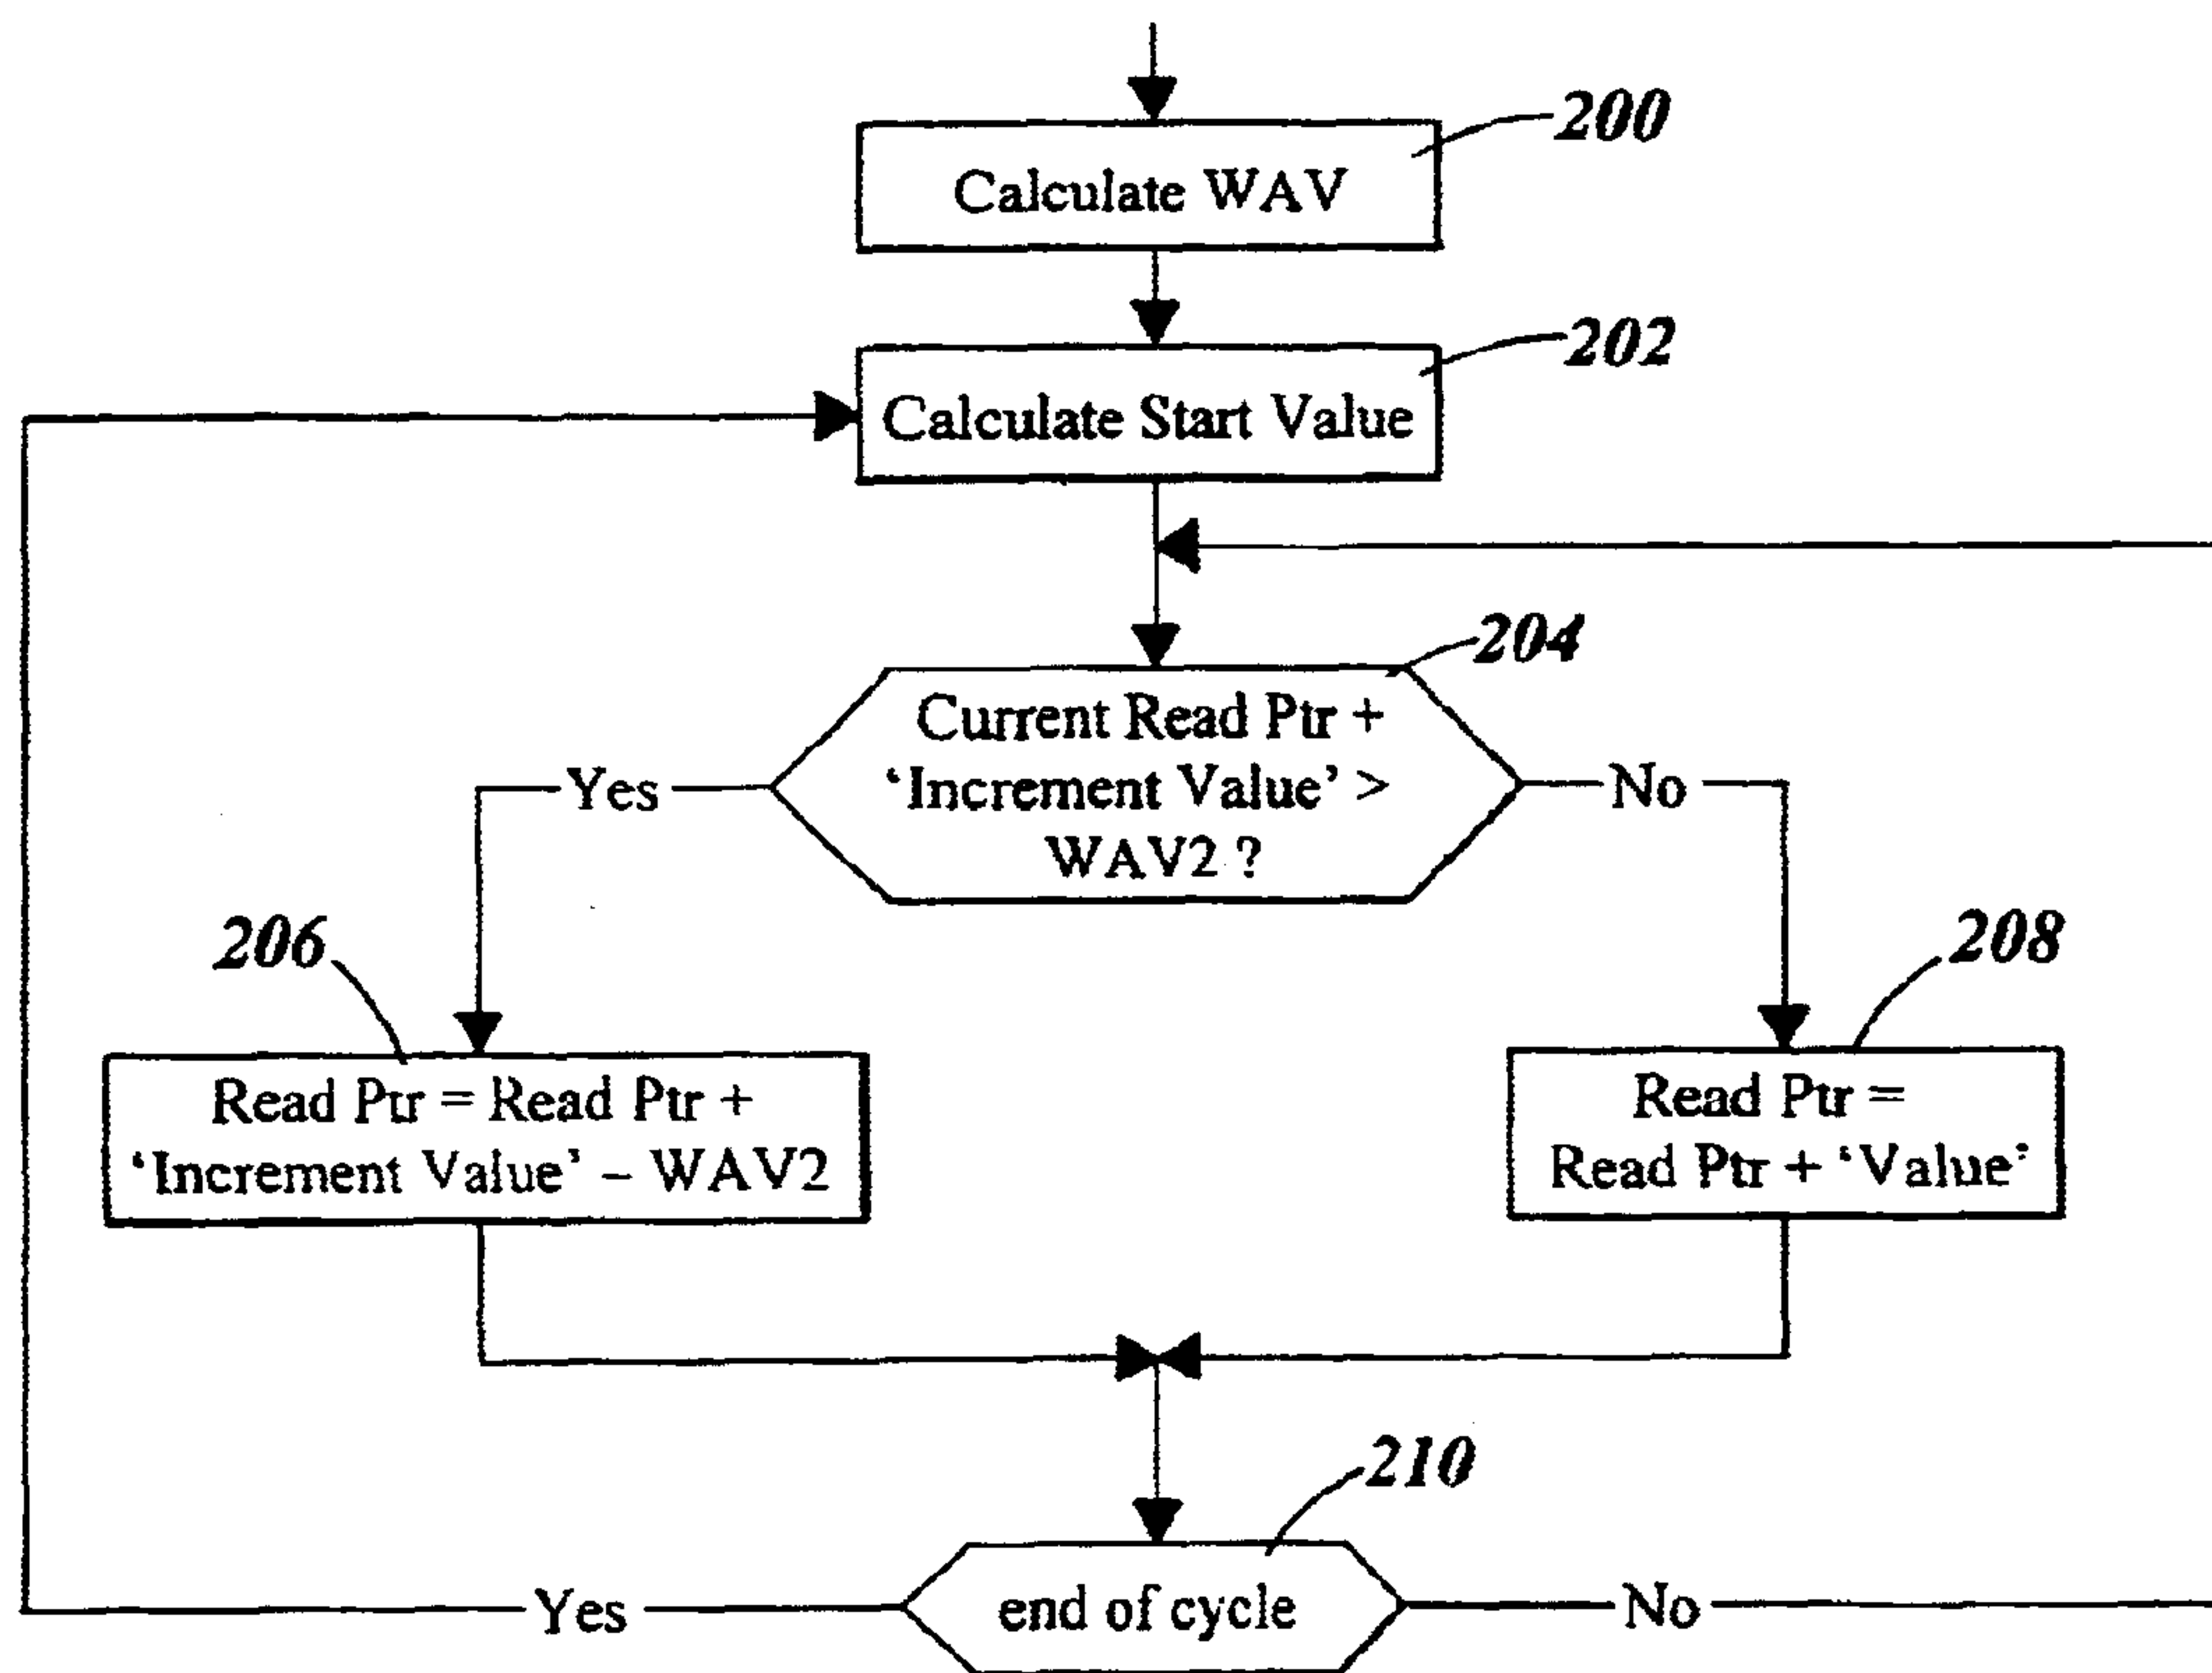 200
Calculate WAV
202
Calculate Start Value
204
Current Read Ptr +
‘Increment Value’ >
WAV2 ?
Yes
No
206
208
Read Ptr = Read Ptr +
‘Increment Value’ – WAV2
Read Ptr =
Read Ptr + ‘Value’
210
end of cycle
Yes
No